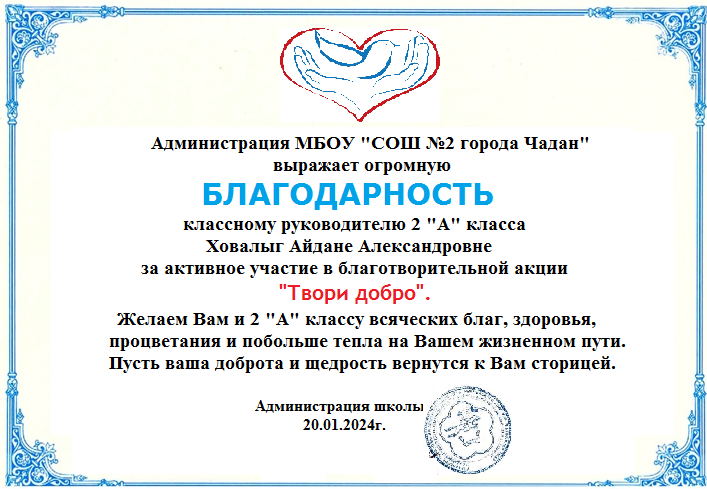 Администрация МБОУ "СОШ №2 города Чадан"
выражает огромную
БЛАГОДАРНОСТЬ
классному руководителю 2 "А" класса
Ховалыг Айдане Александровне
за активное участие в благотворительной акции
"Твори добро".
Желаем Вам и 2 "А" классу всяческих благ, здоровья,
процветания и побольше тепла на Вашем жизненном пути.
Пусть ваша доброта и щедрость вернутся к Вам сторицей.
Администрация школы
20.01.2024г.